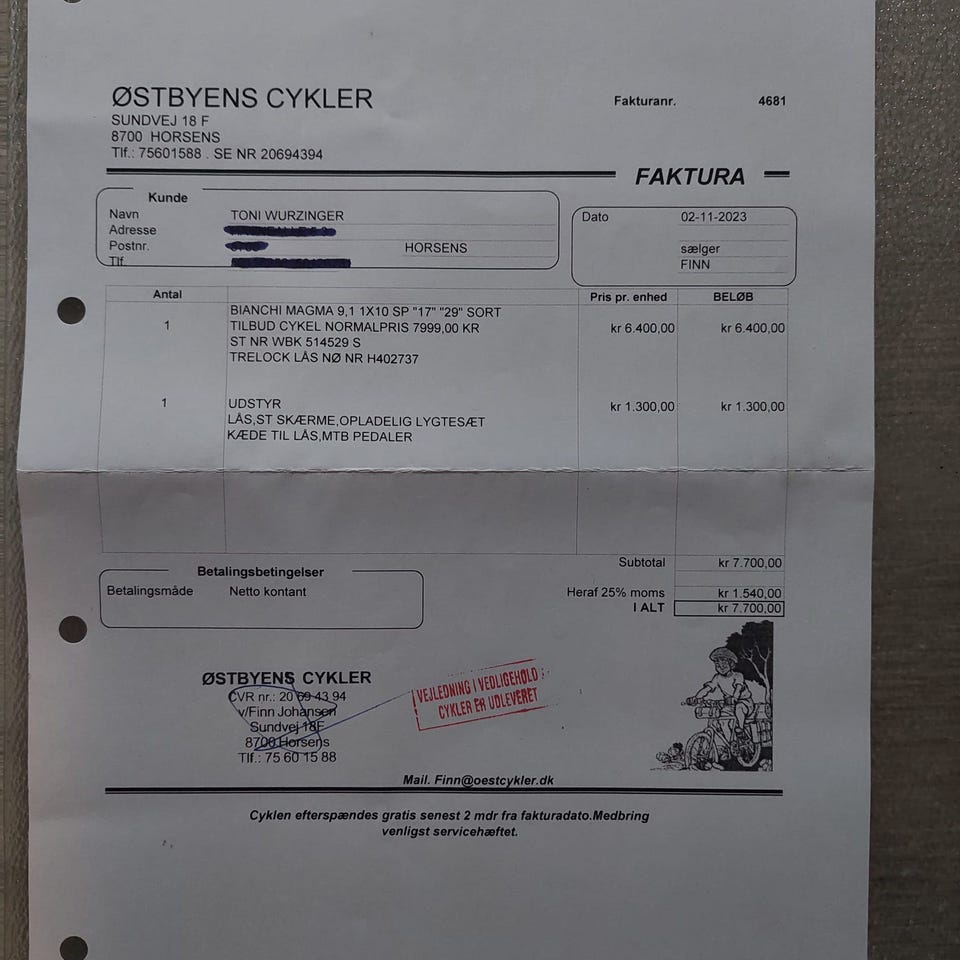 ØSTBYENS CYKLER
SUNDVEJ 18 F
8700 HORSENS
Tlf.: 75601588 . SE NR 20694394
Fakturanr. 4681
FAKTURA
Kunde
Navn TONI WURZINGER
Adresse
Postnr. HORSENS
Tlf.
Dato 02-11-2023
sælger
FINN
Antal Pris pr. enhed BELØB
BIANCHI MAGMA 9,1 1X10 SP "17" "29" SORT
1 TILBUD CYKEL NORMALPRIS 7999,00 KR kr 6.400,00 kr 6.400,00
ST NR WBK 514529 S
TRELOCK LÅS NØ NR H402737
1 UDSTYR kr 1.300,00 kr 1.300,00
LÅS,ST SKÆRME,OPLADELIG LYGTESÆT
KÆDE TIL LÅS,MTB PEDALER
Subtotal kr 7.700,00
Heraf 25% moms kr 1.540,00
I ALT kr 7.700,00
Betalingsbetingelser
Betalingsmåde Netto kontant
ØSTBYENS CYKLER
CVR nr.: 20 69 43 94
v/Finn Johansen
Sundvej 18F
8700 Horsens
Tlf.: 75 60 15 88
VEJLEDNING I VEDLIGEHOLD
CYKLER ER UDLEVERET
Mail. Finn@oestcykler.dk
Cyklen efterspændes gratis senest 2 mdr fra fakturadato.Medbring
venligst servicehæftet.